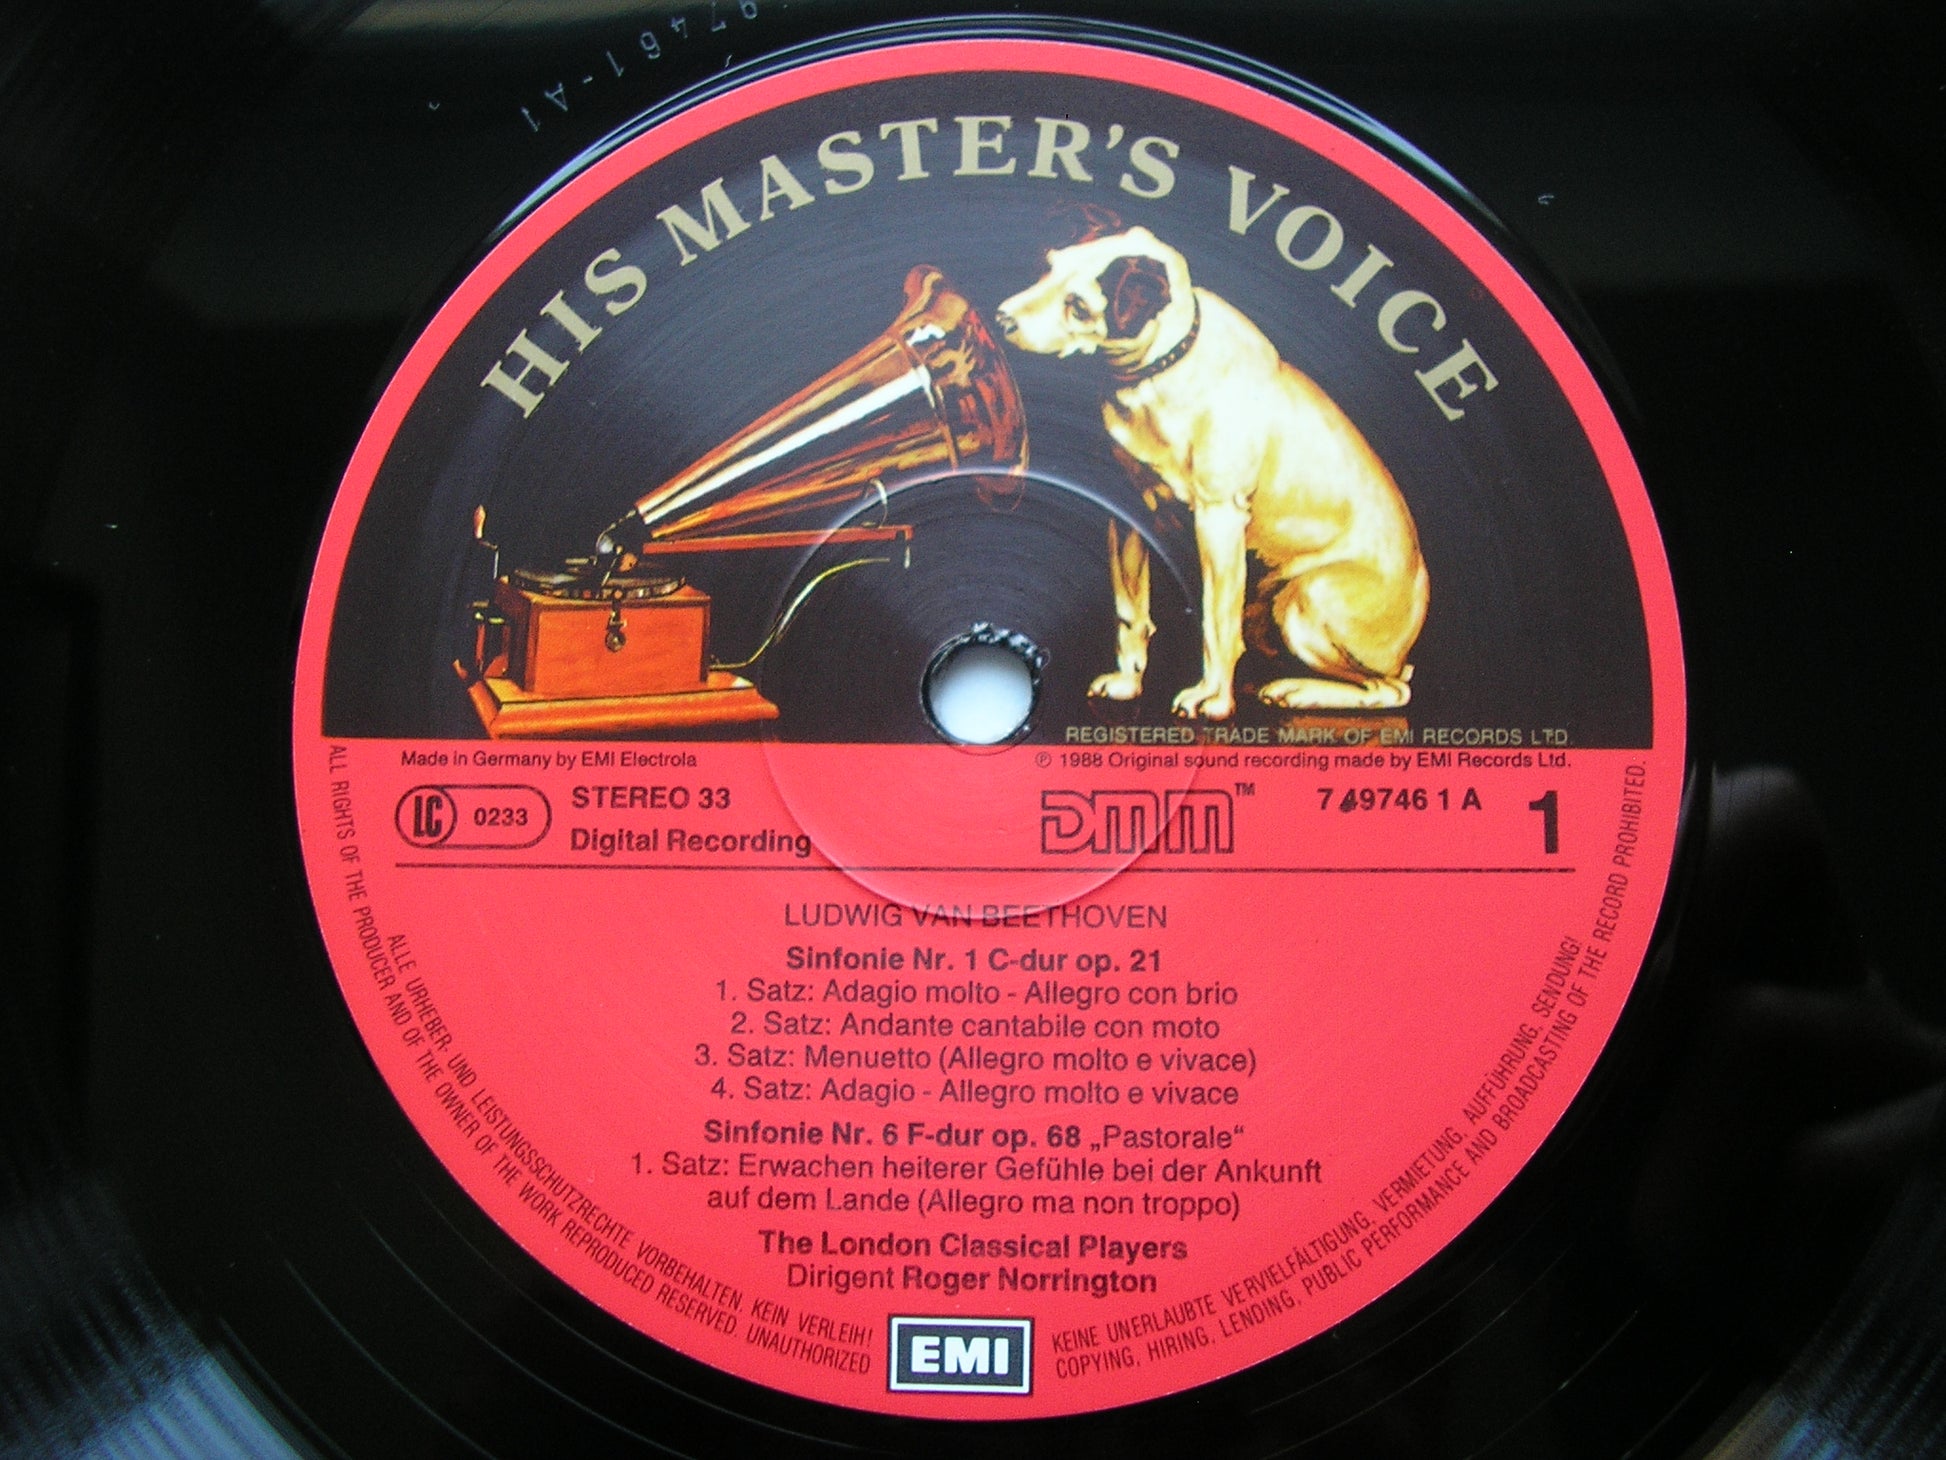 97461-A1
HIS MASTER'S VOICE
REGISTERED TRADE MARK OF EMI RECORDS LTD.
Made in Germany by EMI Electrola
℗ 1988 Original sound recording made by EMI Records Ltd.
LC 0233
STEREO 33
Digital Recording
DMM™
7 49746 1 A
1
LUDWIG VAN BEETHOVEN
Sinfonie Nr. 1 C-dur op. 21
1. Satz: Adagio molto - Allegro con brio
2. Satz: Andante cantabile con moto
3. Satz: Menuetto (Allegro molto e vivace)
4. Satz: Adagio - Allegro molto e vivace
Sinfonie Nr. 6 F-dur op. 68 „Pastorale“
1. Satz: Erwachen heiterer Gefühle bei der Ankunft
auf dem Lande (Allegro ma non troppo)
The London Classical Players
Dirigent Roger Norrington
EMI
ALLE URHEBER- UND LEISTUNGSSCHUTZRECHTE VORBEHALTEN. KEIN VERLEIH! KEINE UNERLAUBTE VERVIELFÄLTIGUNG, VERMIETUNG, AUFFÜHRUNG, SENDUNG!
ALL RIGHTS OF THE PRODUCER AND OF THE OWNER OF THE WORK REPRODUCED RESERVED. UNAUTHORIZED COPYING, HIRING, LENDING, PUBLIC PERFORMANCE AND BROADCASTING OF THE RECORD PROHIBITED.